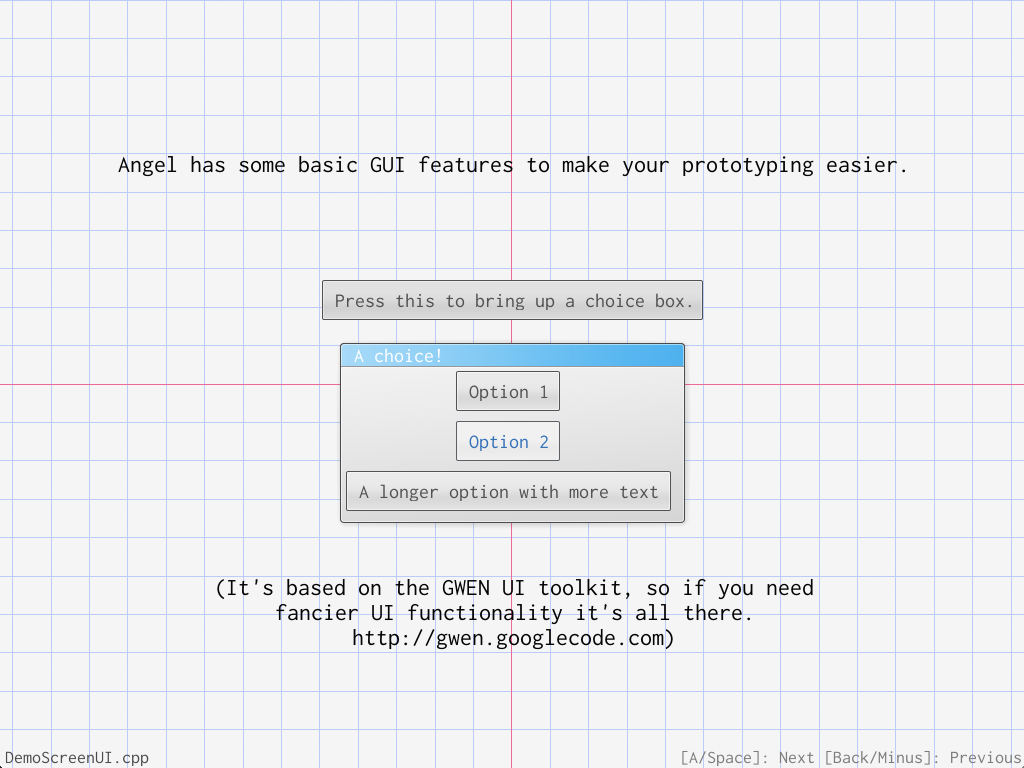 Angel has some basic GUI features to make your prototyping easier.
Press this to bring up a choice box.
A choice!
Option 1
Option 2
A longer option with more text
(It's based on the GWEN UI toolkit, so if you need
fancier UI functionality it's all there.
http://gwen.googlecode.com)
DemoScreenUI.cpp
[A/Space]: Next [Back/Minus]: Previous